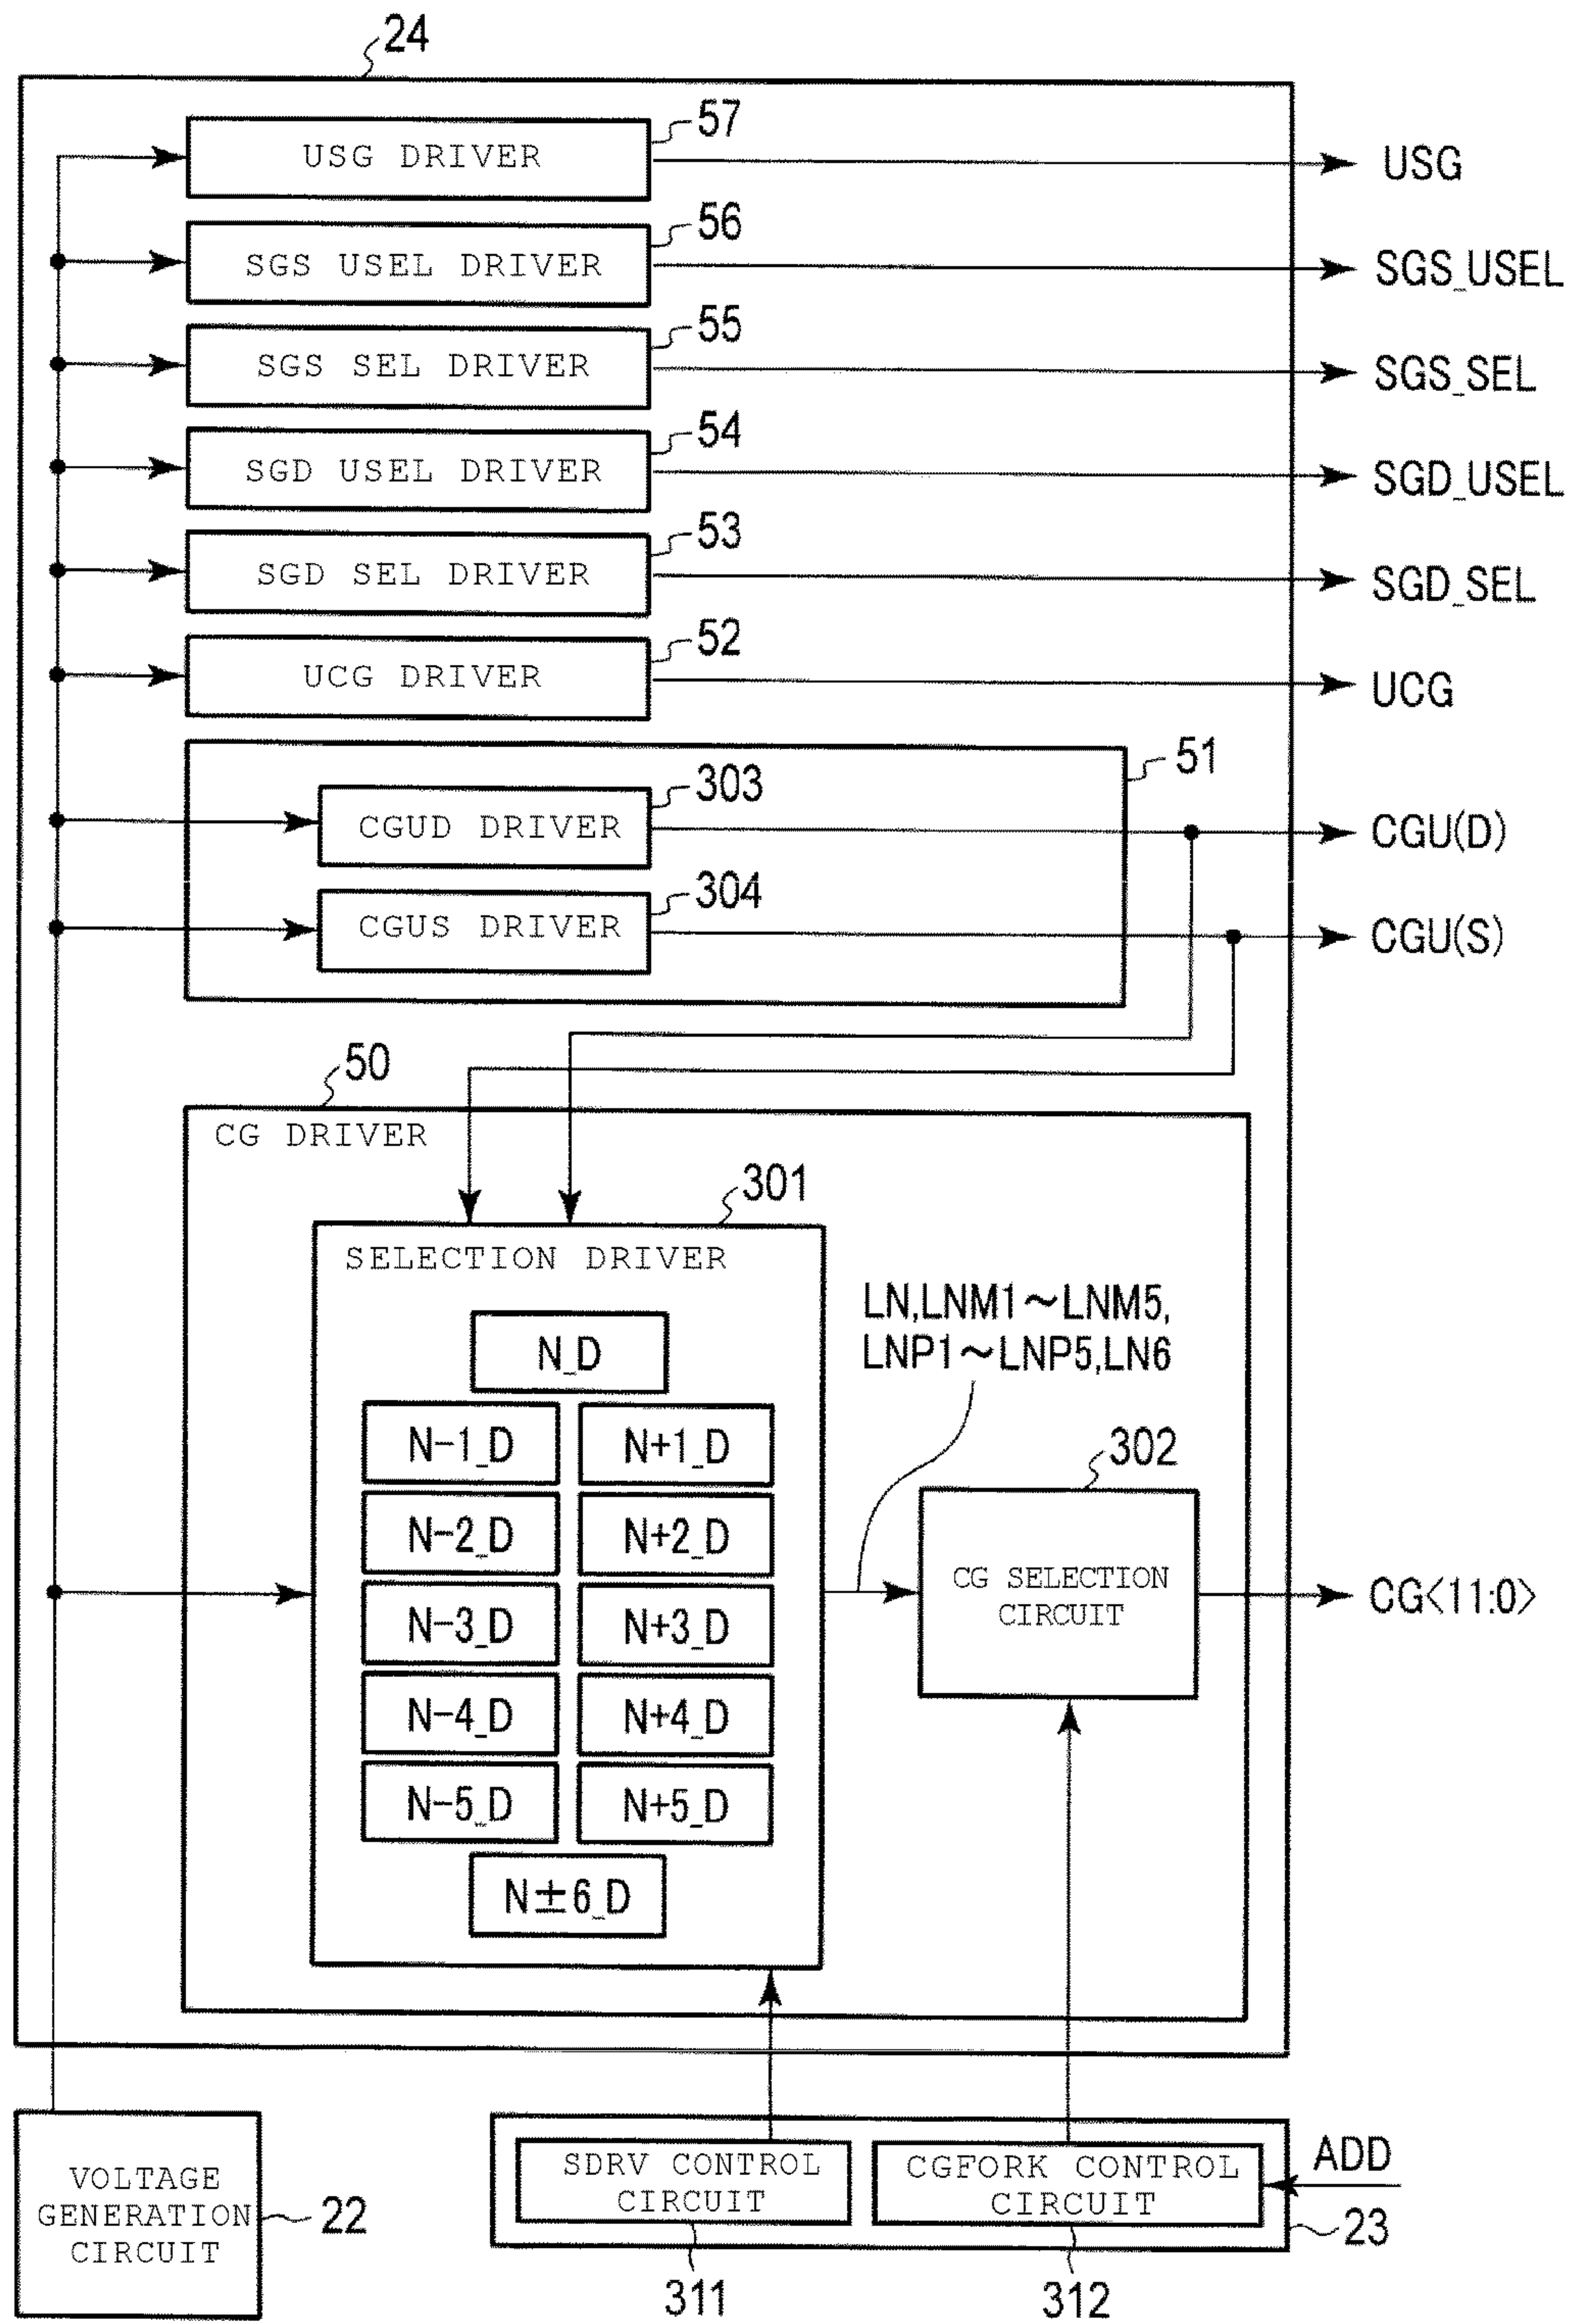 24
USG DRIVER
57
USG
SGS USEL DRIVER
56
SGS_USEL
SGS SEL DRIVER
55
SGS_SEL
SGD USEL DRIVER
54
SGD_USEL
SGD SEL DRIVER
53
SGD_SEL
UCG DRIVER
52
UCG
51
CGUD DRIVER
303
CGU(D)
CGUS DRIVER
304
CGU(S)
50
CG DRIVER
301
SELECTION DRIVER
N_D
N-1_D
N+1_D
N-2_D
N+2_D
N-3_D
N+3_D
N-4_D
N+4_D
N-5_D
N+5_D
N±6_D
LN,LNM1~LNM5,
LNP1~LNP5,LN6
302
CG SELECTION
CIRCUIT
CG<11:0>
VOLTAGE
GENERATION
CIRCUIT
22
SDRV CONTROL
CIRCUIT
311
CGFORK CONTROL
CIRCUIT
312
ADD
23